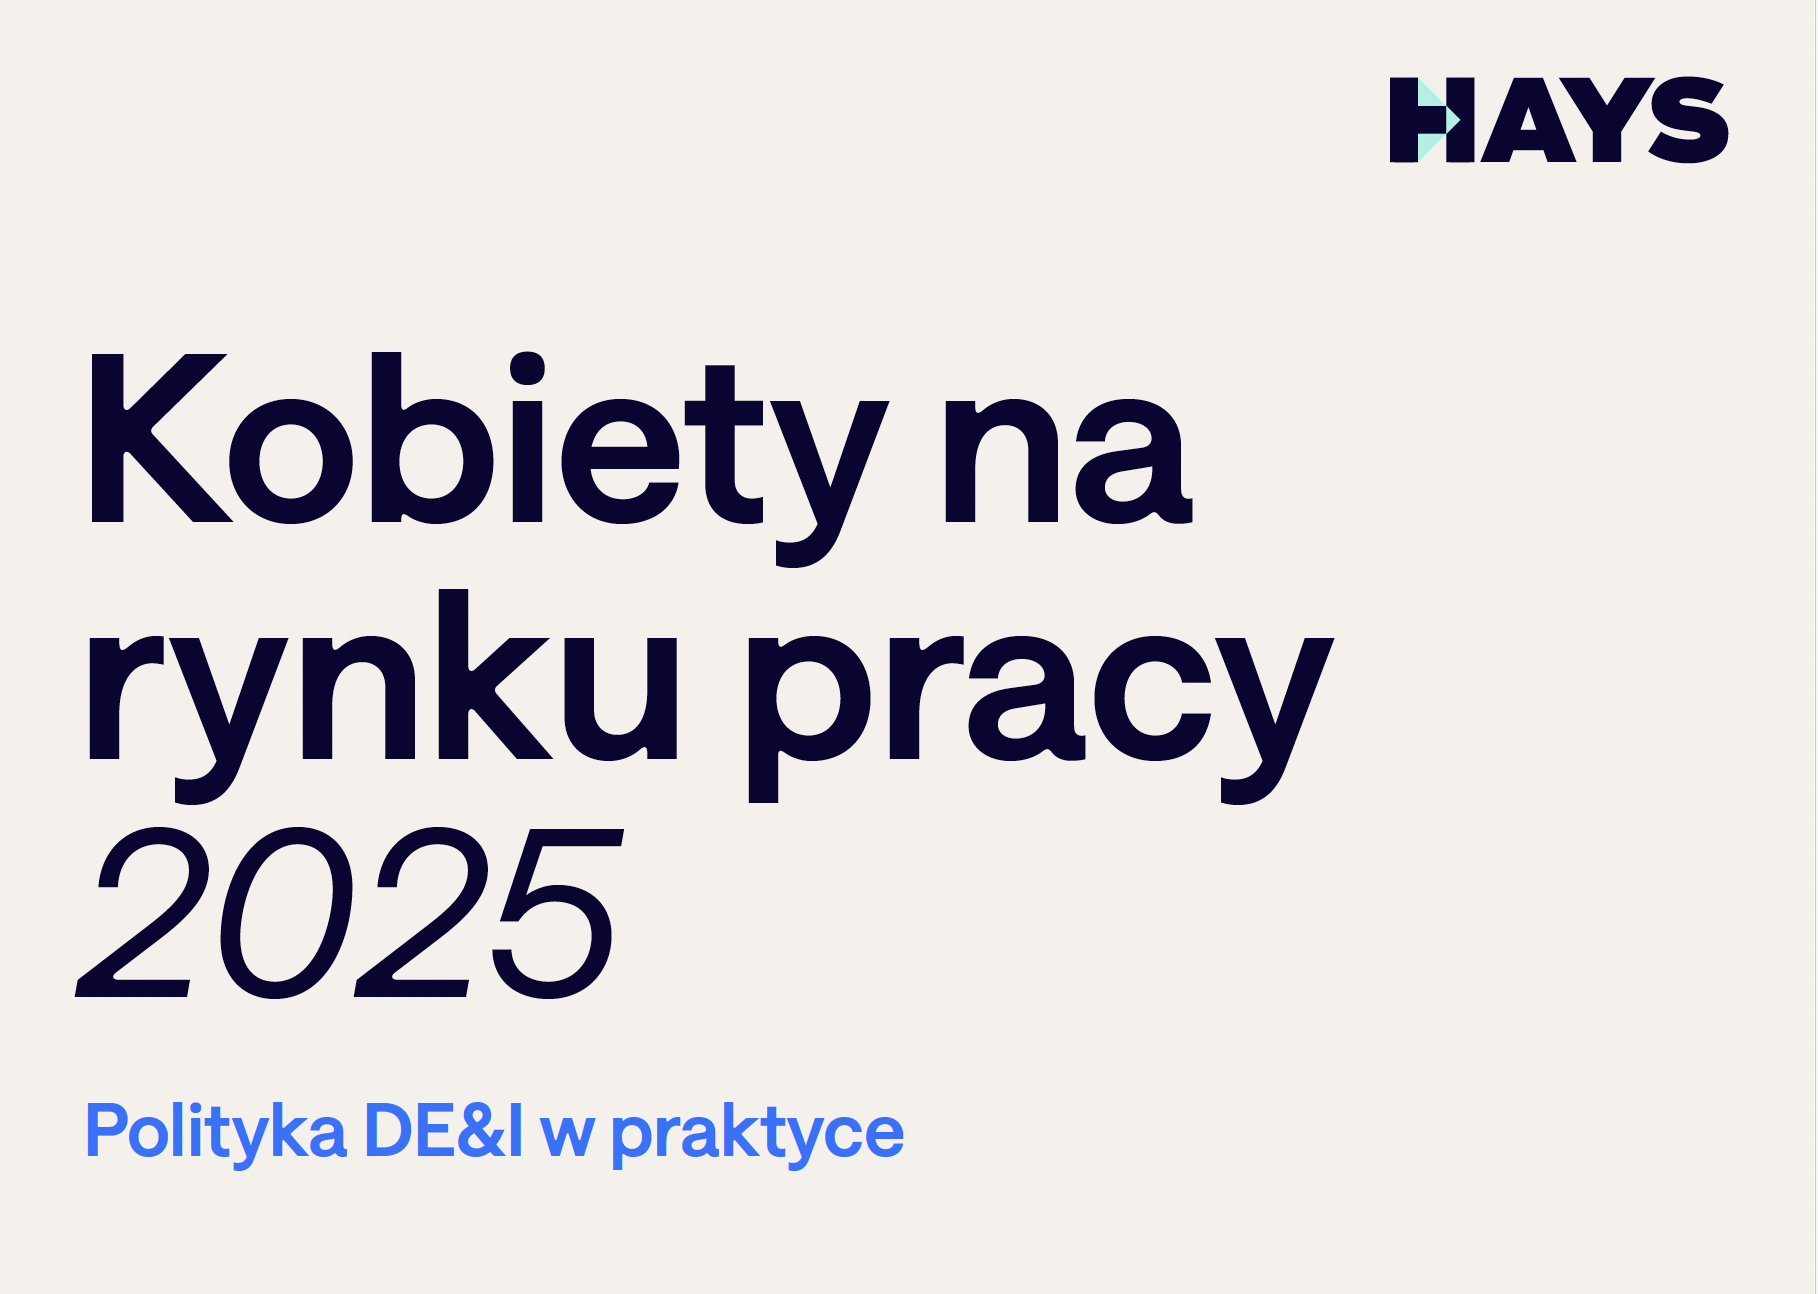 HAYS
Kobiety na
rynku pracy
2025
Polityka DE&I w praktyce